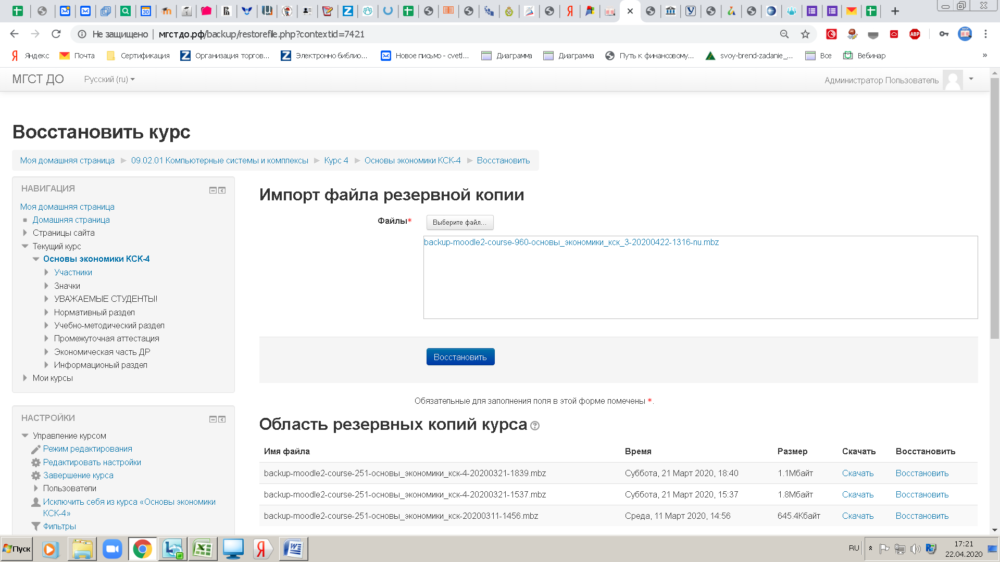 Не защищено | мгстдо.рф/backup/restorefile.php?contextid=7421
Яндекс Почта Сертификация Организация торгов... Электронно библио... Новое письмо - cvetl... Диаграмма Диаграмма Путь к финансовому... svoy-brend-zadanie_... Все Вебинар »
МГСТ ДО Русский (ru) Администратор Пользователь
Восстановить курс
Моя домашняя страница ► 09.02.01 Компьютерные системы и комплексы ► Курс 4 ► Основы экономики КСК-4 ► Восстановить
НАВИГАЦИЯ
Моя домашняя страница
Домашняя страница
Страницы сайта
Текущий курс
Основы экономики КСК-4
Участники
Значки
УВАЖАЕМЫЕ СТУДЕНТЫ!
Нормативный раздел
Учебно-методический раздел
Промежуточная аттестация
Экономическая часть ДР
Информационый раздел
Мои курсы
НАСТРОЙКИ
Управление курсом
Режим редактирования
Редактировать настройки
Завершение курса
Пользователи
Исключить себя из курса «Основы экономики
КСК-4»
Фильтры
Импорт файла резервной копии
Файлы* Выберите файл...
backup-moodle2-course-960-основы_экономики_кск_3-20200422-1316-nu.mbz
Восстановить
Обязательные для заполнения поля в этой форме помечены *.
Область резервных копий курса
Имя файла Время Размер Скачать Восстановить
backup-moodle2-course-251-основы_экономики_кск-4-20200321-1839.mbz Суббота, 21 Март 2020, 18:40 1.1Мбайт Скачать Восстановить
backup-moodle2-course-251-основы_экономики_кск-4-20200321-1537.mbz Суббота, 21 Март 2020, 15:37 1.8Мбайт Скачать Восстановить
backup-moodle2-course-251-основы_экономики_кск-20200311-1456.mbz Среда, 11 Март 2020, 14:56 645.4Кбайт Скачать Восстановить
Пуск RU 17:21
22.04.2020